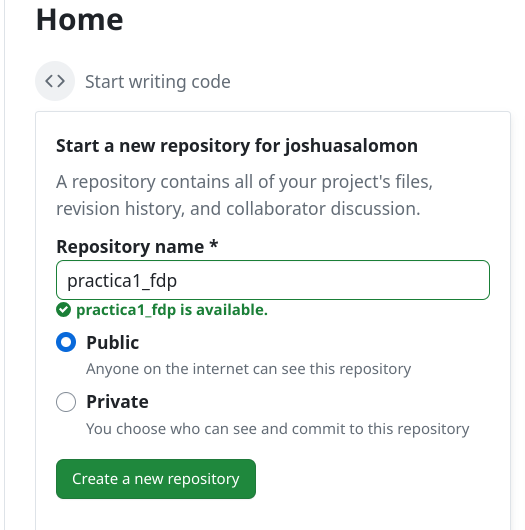 Home
<> Start writing code
Start a new repository for joshuasalomon
A repository contains all of your project's files,
revision history, and collaborator discussion.
Repository name *
practica1_fdp
practica1_fdp is available.
Public
Anyone on the internet can see this repository
Private
You choose who can see and commit to this repository
Create a new repository